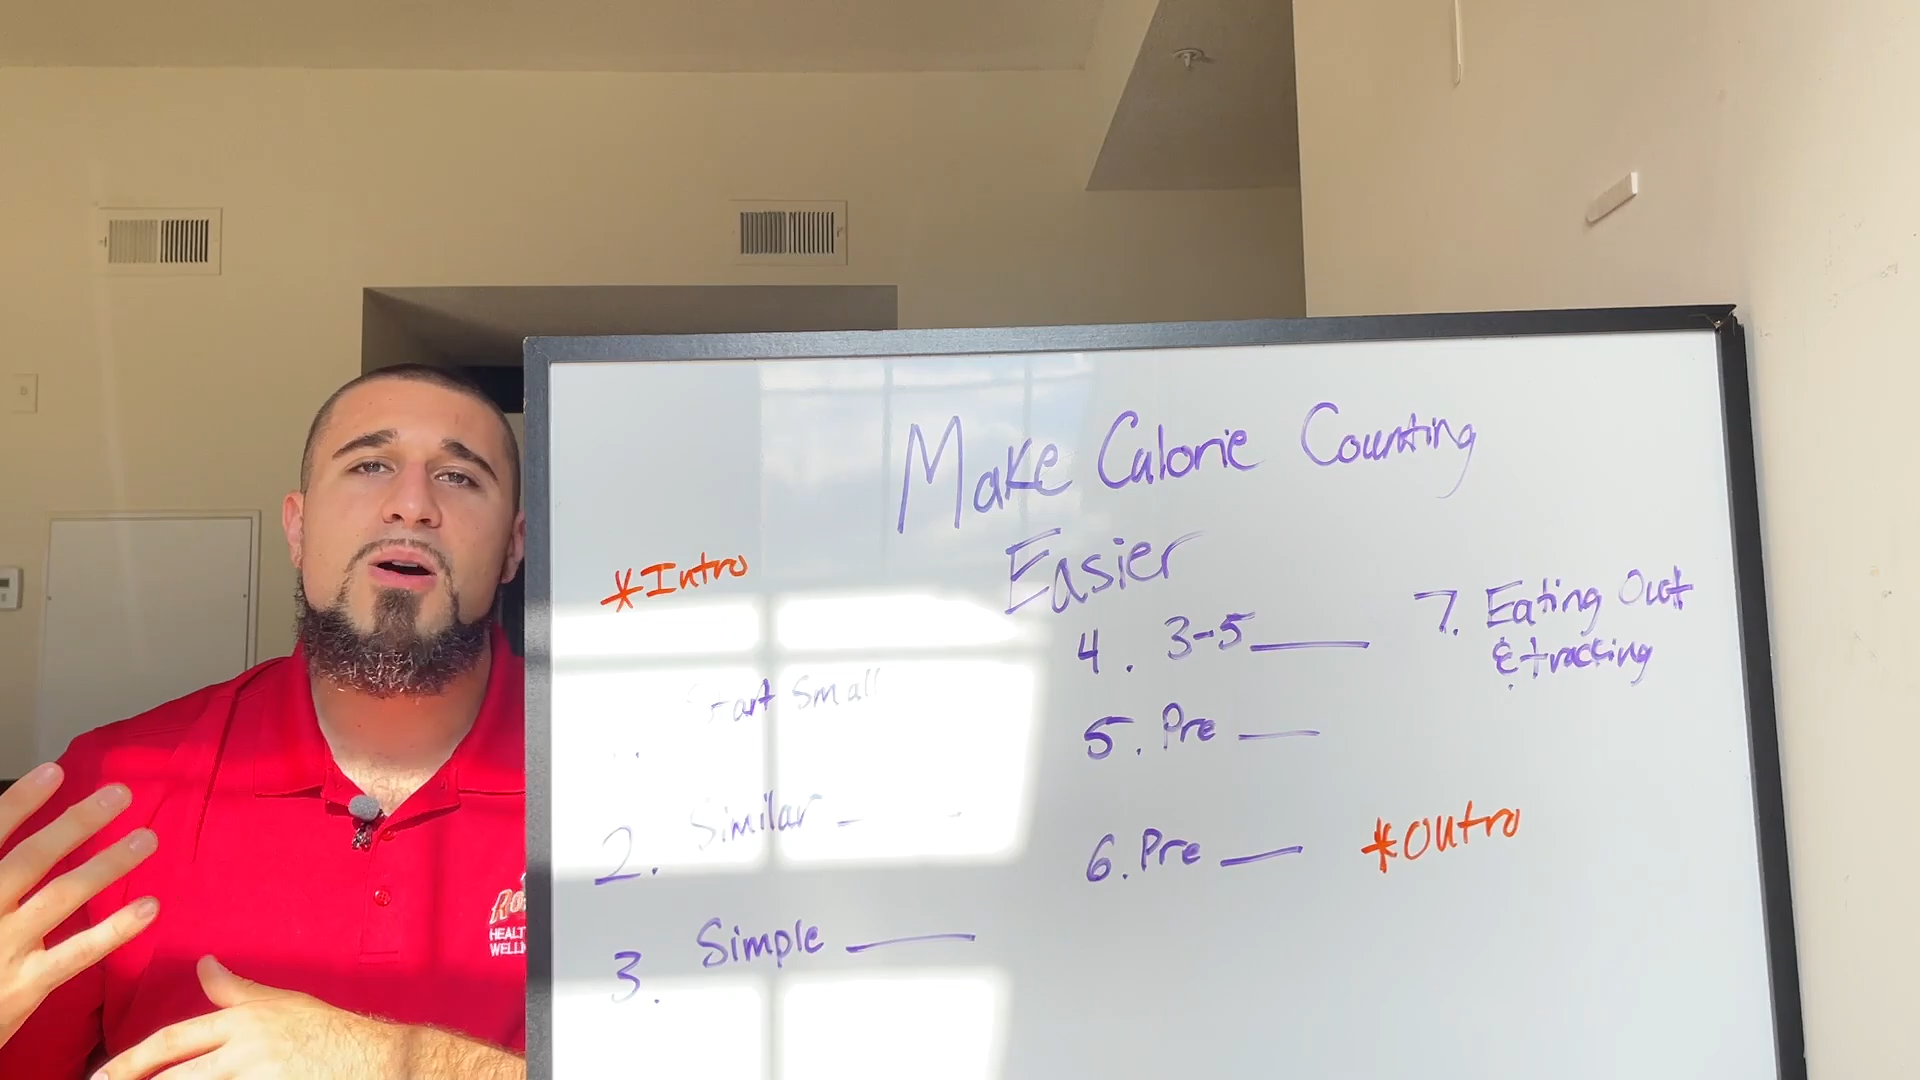 Make Calorie Counting
Easier
*Intro
Start Small
2. Similar
3. Simple
4. 3-5
5. Pre
6. Pre
7. Eating Out
& tracking
*Outro
HEALT
WELLN